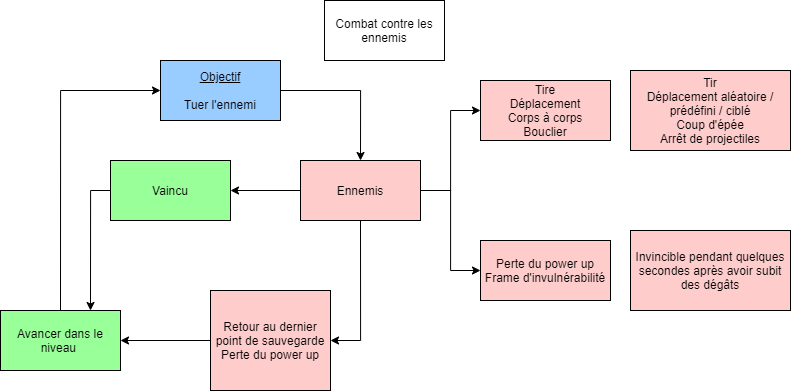 Combat contre les
ennemis
Objectif
Tuer l'ennemi
Tire
Déplacement
Corps à corps
Bouclier
Tir
Déplacement aléatoire /
prédéfini / ciblé
Coup d'épée
Arrêt de projectiles
Vaincu
Ennemis
Perte du power up
Frame d'invulnérabilité
Invincible pendant quelques
secondes après avoir subit
des dégâts
Avancer dans le
niveau
Retour au dernier
point de sauvegarde
Perte du power up